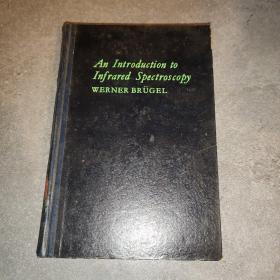 An Introduction to
Infrared Spectroscopy
WERNER BRÜGEL